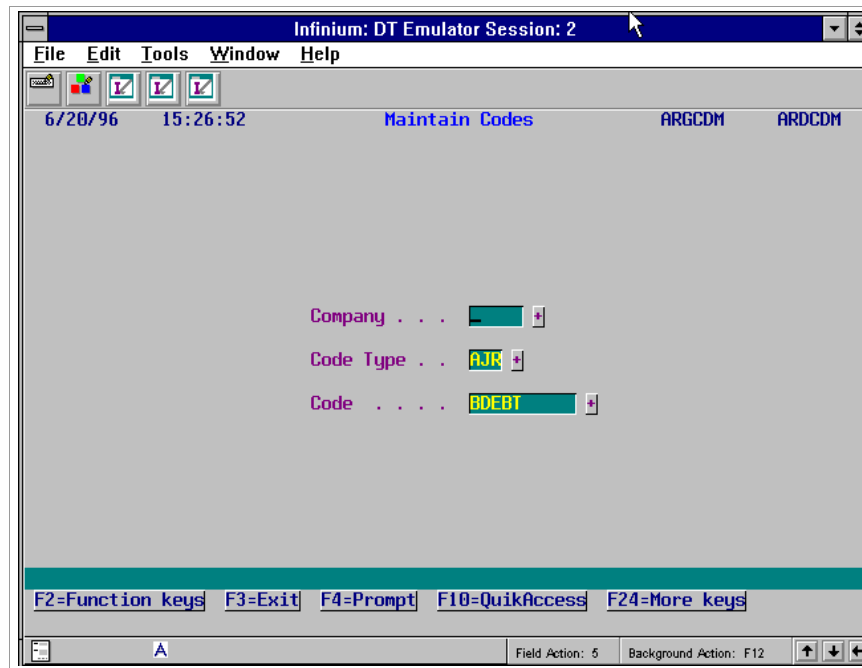 Infinium: DT Emulator Session: 2
File Edit Tools Window Help
6/20/96 15:26:52 Maintain Codes ARGCDM ARDCDM
Company . . . _ +
Code Type . . AJR +
Code . . . . BDEBT +
F2=Function keys F3=Exit F4=Prompt F10=QuikAccess F24=More keys
A Field Action: 5 Background Action: F12